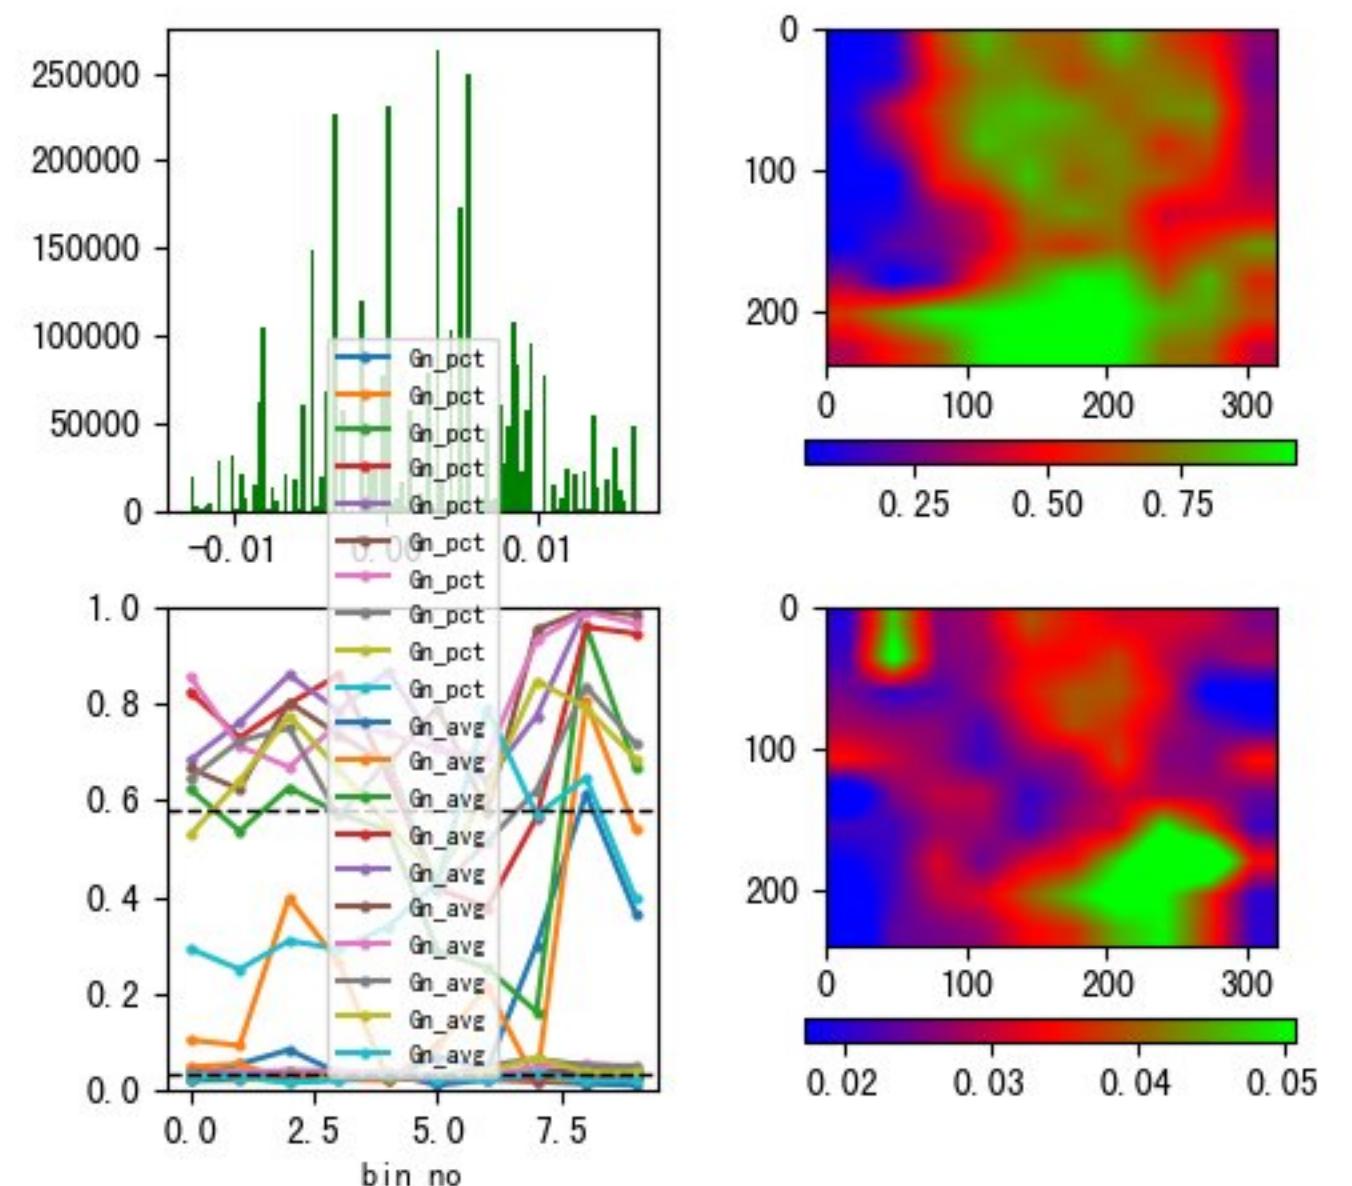 250000
200000
150000
100000
50000
0
-0.01
0.00
0.01
0
100
200
0
100
200
300
0.25
0.50
0.75
Gn_pct
Gn_pct
Gn_pct
Gn_pct
Gn_pct
Gn_pct
Gn_pct
Gn_pct
Gn_pct
Gn_pct
Gn_avg
Gn_avg
Gn_avg
Gn_avg
Gn_avg
Gn_avg
Gn_avg
Gn_avg
Gn_avg
Gn_avg
1.0
0.8
0.6
0.4
0.2
0.0
0.0
2.5
5.0
7.5
bin no
0
100
200
0
100
200
300
0.02
0.03
0.04
0.05